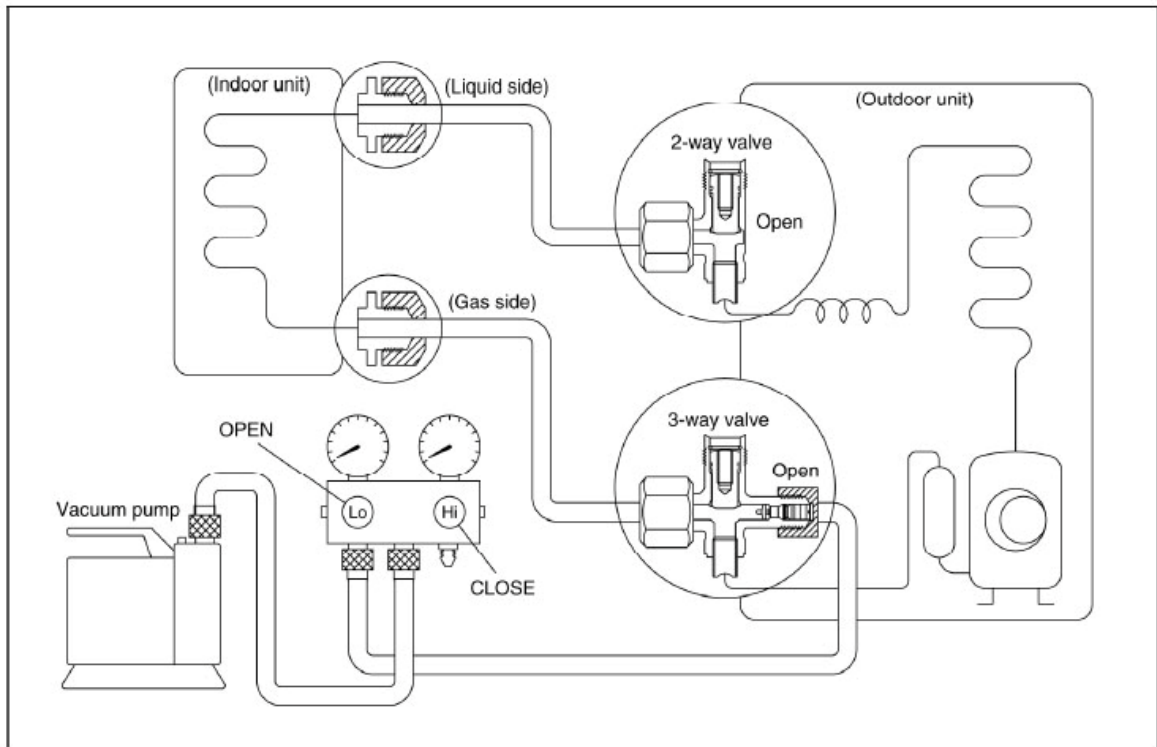 (Indoor unit)
(Liquid side)
(Outdoor unit)
2-way valve
Open
(Gas side)
3-way valve
Open
OPEN
Vacuum pump
Lo
Hi
CLOSE